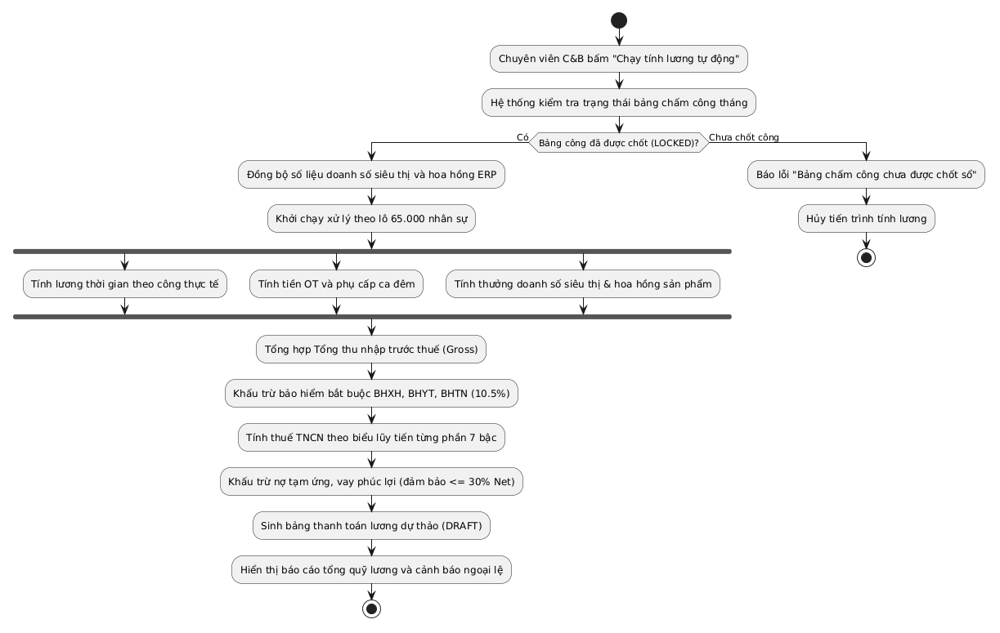 Chuyên viên C&B bấm "Chạy tính lương tự động"
Hệ thống kiểm tra trạng thái bảng chấm công tháng
Có
Bảng công đã được chốt (LOCKED)?
Chưa chốt công
Đồng bộ số liệu doanh số siêu thị và hoa hồng ERP
Báo lỗi "Bảng chấm công chưa được chốt sổ"
Khởi chạy xử lý theo lô 65.000 nhân sự
Hủy tiến trình tính lương
Tính lương thời gian theo công thực tế
Tính tiền OT và phụ cấp ca đêm
Tính thưởng doanh số siêu thị & hoa hồng sản phẩm
Tổng hợp Tổng thu nhập trước thuế (Gross)
Khấu trừ bảo hiểm bắt buộc BHXH, BHYT, BHTN (10.5%)
Tính thuế TNCN theo biểu lũy tiến từng phần 7 bậc
Khấu trừ nợ tạm ứng, vay phúc lợi (đảm bảo <= 30% Net)
Sinh bảng thanh toán lương dự thảo (DRAFT)
Hiển thị báo cáo tổng quỹ lương và cảnh báo ngoại lệ